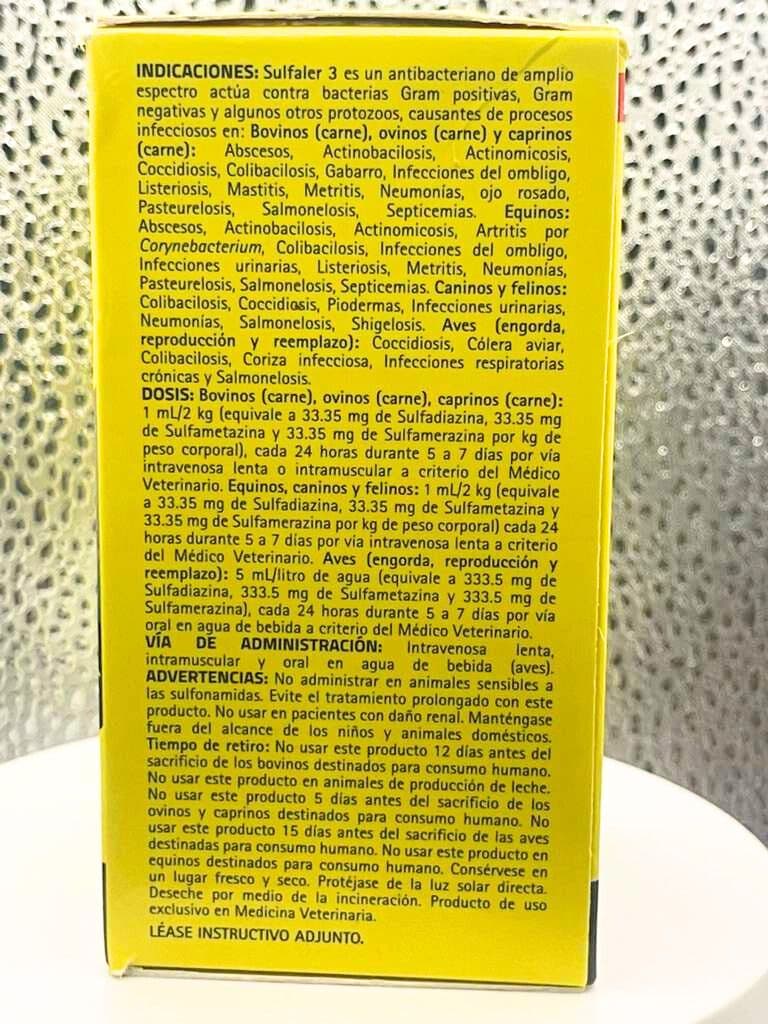 INDICACIONES: Sulfaler 3 es un antibacteriano de amplio
espectro actúa contra bacterias Gram positivas, Gram
negativas y algunos otros protozoos, causantes de procesos
infecciosos en: Bovinos (carne), ovinos (carne) y caprinos
(carne): Abscesos, Actinobacilosis, Actinomicosis,
Coccidiosis, Colibacilosis, Gabarro, Infecciones del ombligo,
Listeriosis, Mastitis, Metritis, Neumonías, ojo rosado,
Pasteurelosis, Salmonelosis, Septicemias. Equinos:
Abscesos, Actinobacilosis, Actinomicosis, Artritis por
Corynebacterium, Colibacilosis, Infecciones del ombligo,
Infecciones urinarias, Listeriosis, Metritis, Neumonías,
Pasteurelosis, Salmonelosis, Septicemias. Caninos y felinos:
Colibacilosis, Coccidiosis, Piodermas, Infecciones urinarias,
Neumonías, Salmonelosis, Shigelosis. Aves (engorda,
reproducción y reemplazo): Coccidiosis, Cólera aviar,
Colibacilosis, Coriza infecciosa, Infecciones respiratorias
crónicas y Salmonelosis.
DOSIS: Bovinos (carne), ovinos (carne), caprinos (carne):
1 mL/2 kg (equivale a 33.35 mg de Sulfadiazina, 33.35 mg
de Sulfametazina y 33.35 mg de Sulfamerazina por kg de
peso corporal), cada 24 horas durante 5 a 7 días por vía
intravenosa lenta o intramuscular a criterio del Médico
Veterinario. Equinos, caninos y felinos: 1 mL/2 kg (equivale
a 33.35 mg de Sulfadiazina, 33.35 mg de Sulfametazina y
33.35 mg de Sulfamerazina por kg de peso corporal) cada 24
horas durante 5 a 7 días por vía intravenosa lenta a criterio
del Médico Veterinario. Aves (engorda, reproducción y
reemplazo): 5 mL/litro de agua (equivale a 333.5 mg de
Sulfadiazina, 333.5 mg de Sulfametazina y 333.5 mg de
Sulfamerazina), cada 24 horas durante 5 a 7 días por vía
oral en agua de bebida a criterio del Médico Veterinario.
VÍA DE ADMINISTRACIÓN: Intravenosa lenta,
intramuscular y oral en agua de bebida (aves).
ADVERTENCIAS: No administrar en animales sensibles a
las sulfonamidas. Evite el tratamiento prolongado con este
producto. No usar en pacientes con daño renal. Manténgase
fuera del alcance de los niños y animales domésticos.
Tiempo de retiro: No usar este producto 12 días antes del
sacrificio de los bovinos destinados para consumo humano.
No usar este producto en animales de producción de leche.
No usar este producto 5 días antes del sacrificio de los
ovinos y caprinos destinados para consumo humano. No
usar este producto 15 días antes del sacrificio de las aves
destinadas para consumo humano. No usar este producto en
equinos destinados para consumo humano. Consérvese en
un lugar fresco y seco. Protéjase de la luz solar directa.
Deseche por medio de la incineración. Producto de uso
exclusivo en Medicina Veterinaria.
LÉASE INSTRUCTIVO ADJUNTO.